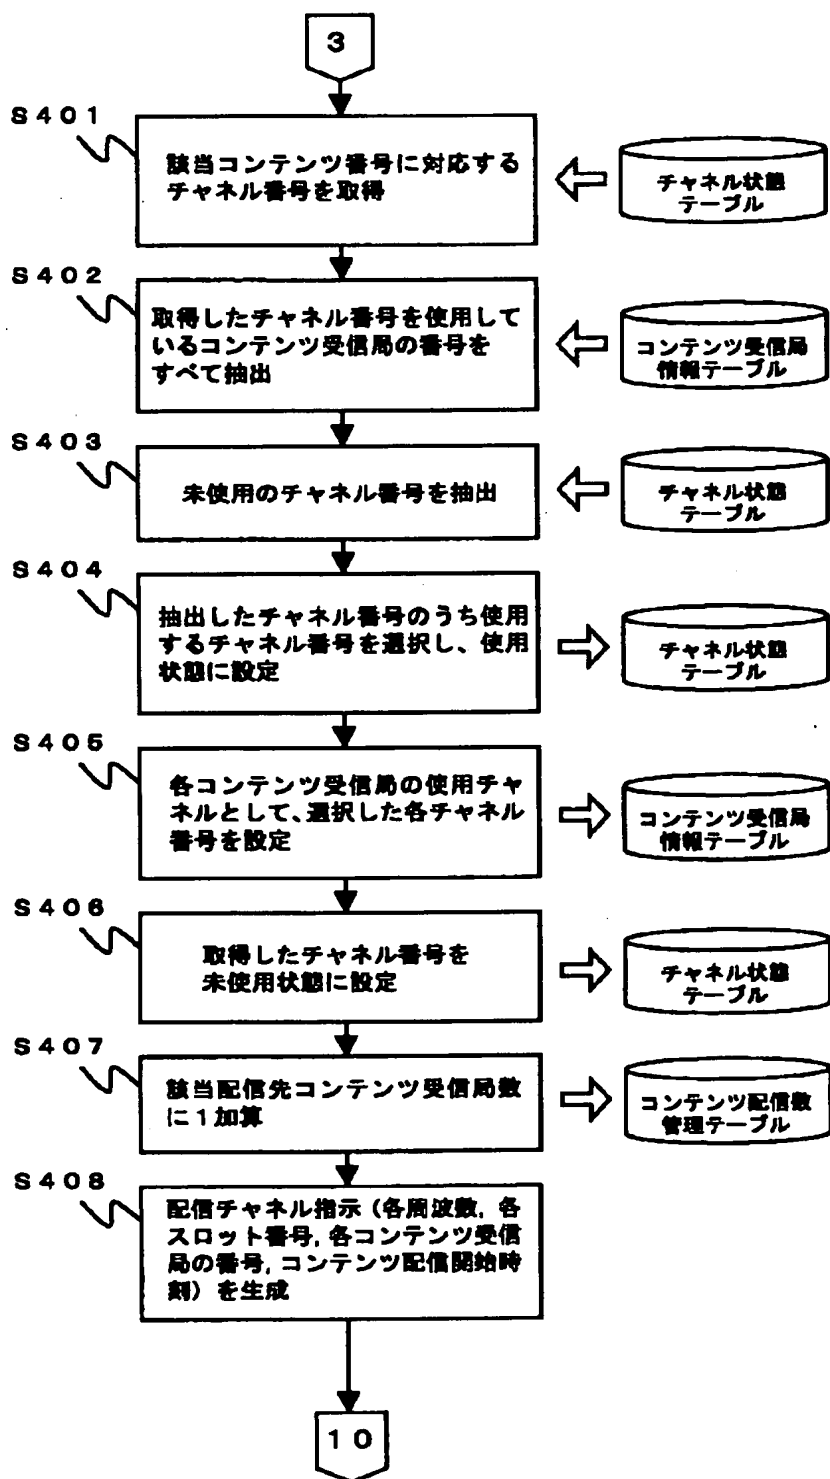 3
S401
該当コンテンツ番号に対応する
チャネル番号を取得
チャネル状態
テーブル
S402
取得したチャネル番号を使用して
いるコンテンツ受信局の番号を
すべて抽出
コンテンツ受信局
情報テーブル
S403
未使用のチャネル番号を抽出
チャネル状態
テーブル
S404
抽出したチャネル番号のうち使用
するチャネル番号を選択し、使用
状態に設定
チャネル状態
テーブル
S405
各コンテンツ受信局の使用チャ
ネルとして、選択した各チャネル
番号を設定
コンテンツ受信局
情報テーブル
S406
取得したチャネル番号を
未使用状態に設定
チャネル状態
テーブル
S407
該当配信先コンテンツ受信局数
に1加算
コンテンツ配信数
管理テーブル
S408
配信チャネル指示(各周波数, 各
スロット番号, 各コンテンツ受信
局の番号, コンテンツ配信開始時
刻)を生成
10